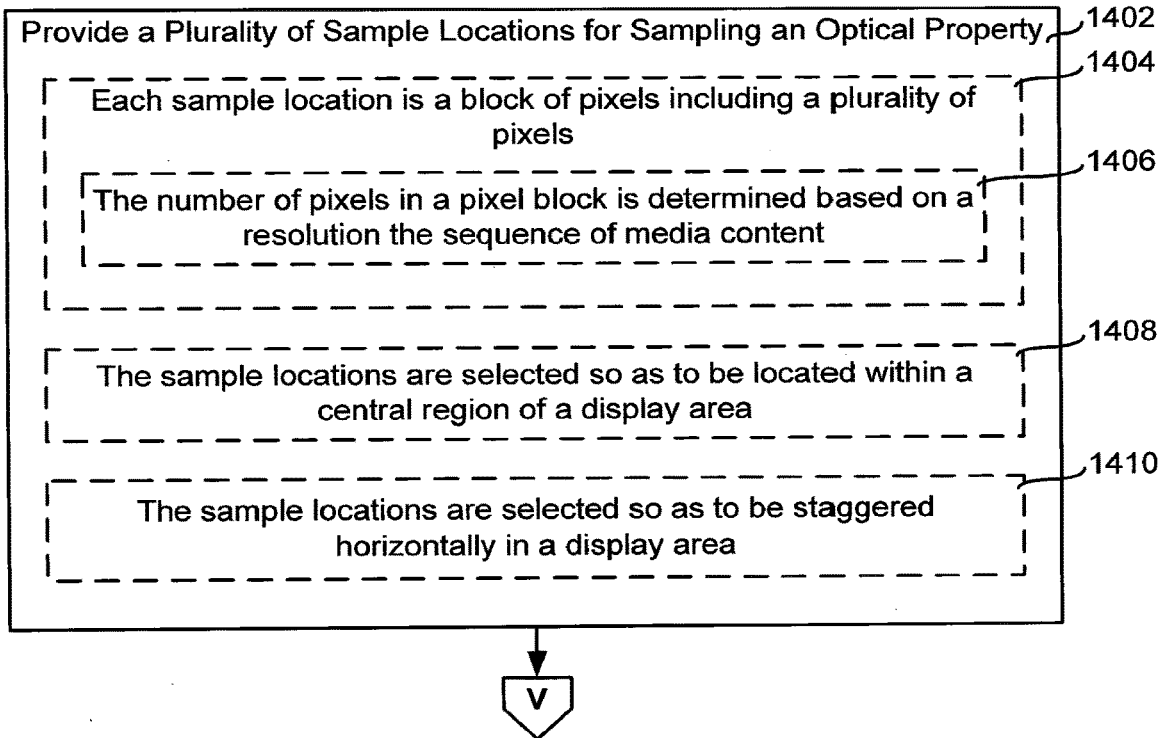 Provide a Plurality of Sample Locations for Sampling an Optical Property
1402
1404
Each sample location is a block of pixels including a plurality of
pixels
1406
The number of pixels in a pixel block is determined based on a
resolution the sequence of media content
1408
The sample locations are selected so as to be located within a
central region of a display area
1410
The sample locations are selected so as to be staggered
horizontally in a display area
V